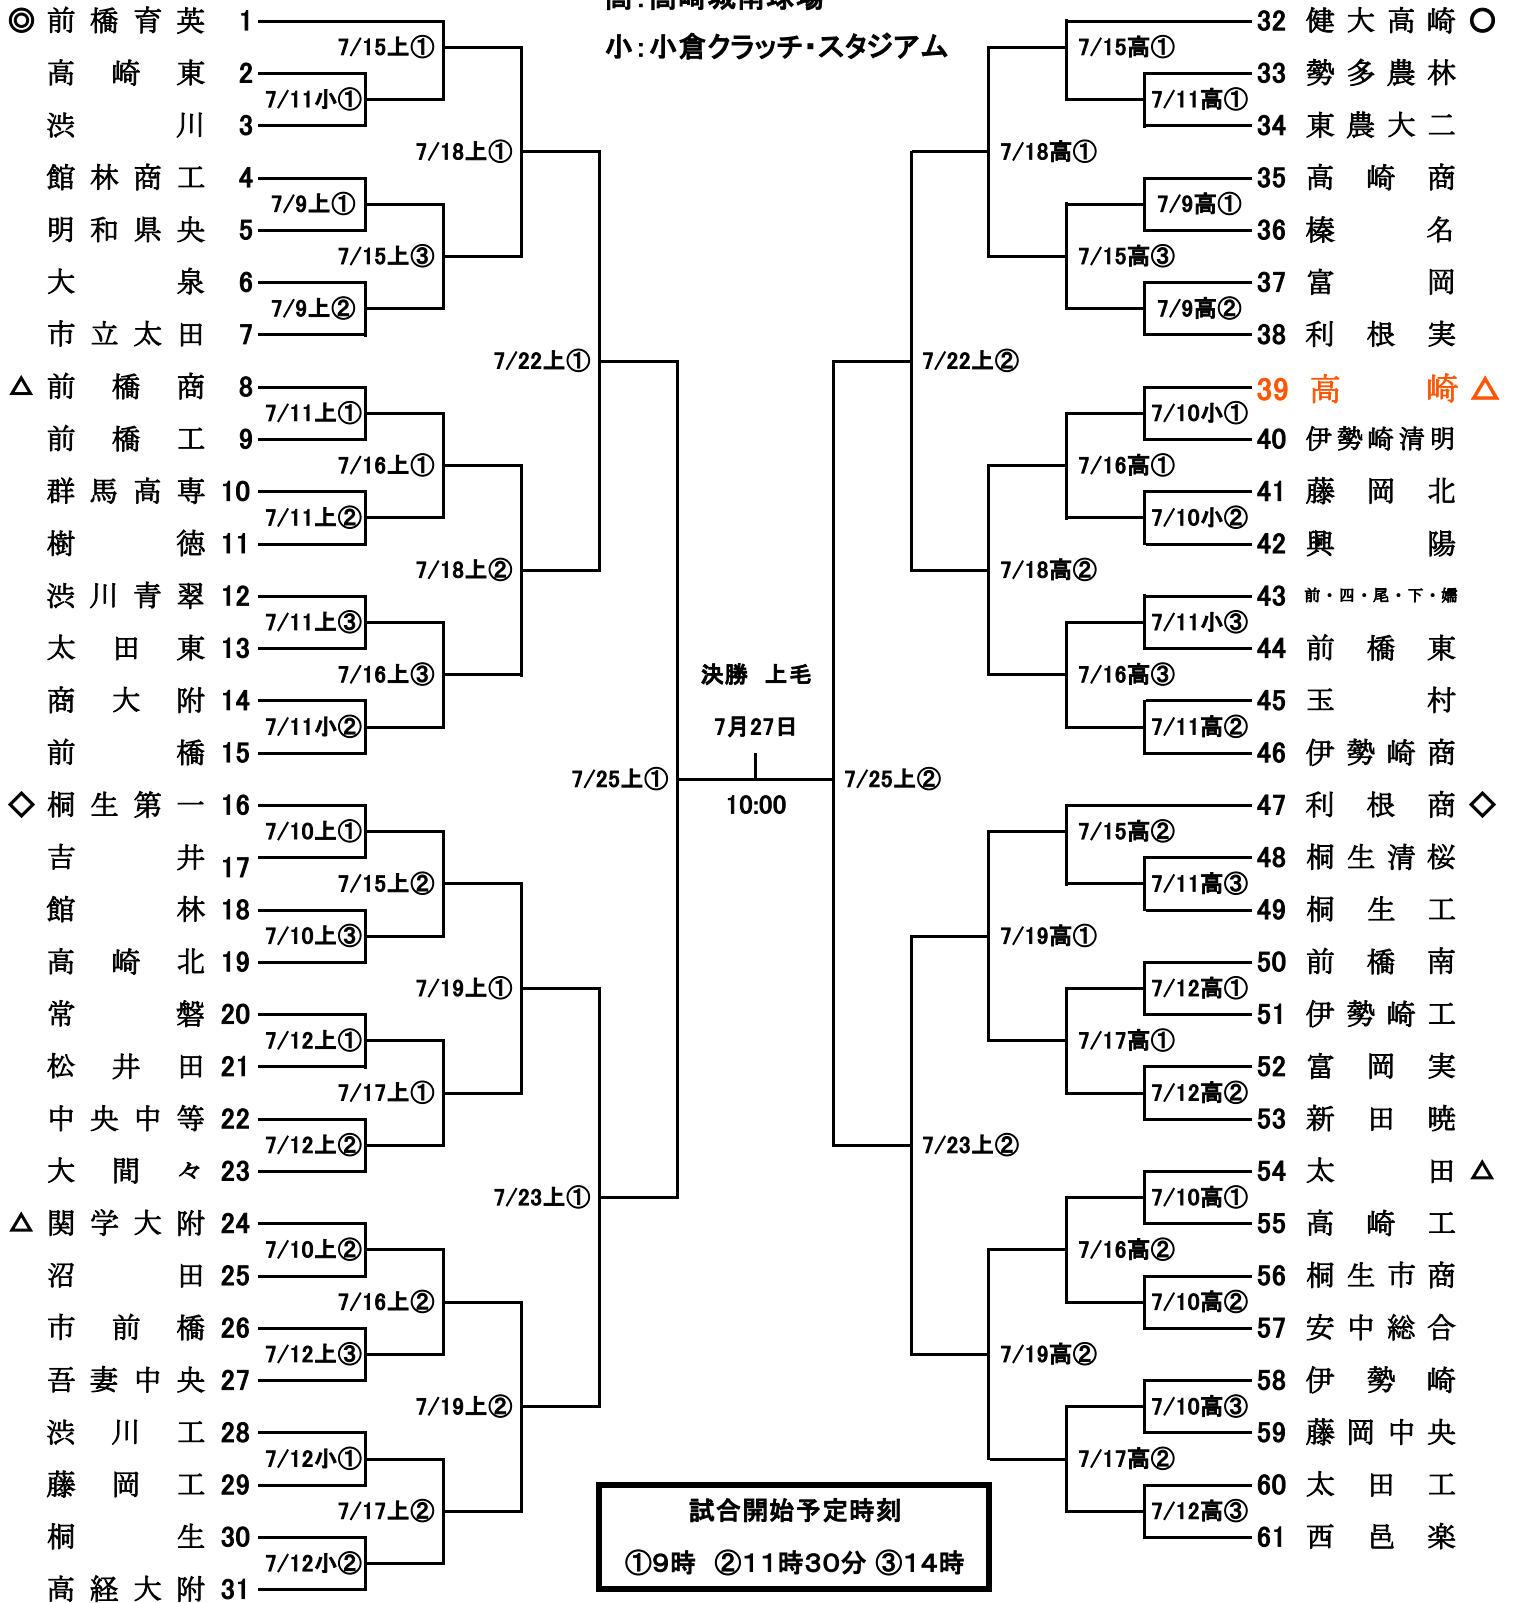 高:高崎城南球場
小:小倉クラッチ・スタジアム
◎ 前橋育英 1
高崎東 2
渋川 3
館林商工 4
明和県央 5
大泉 6
市立太田 7
△ 前橋商 8
前橋工 9
群馬高専 10
樹徳 11
渋川青翠 12
太田東 13
商大附 14
前橋 15
◇ 桐生第一 16
吉井 17
館林 18
高崎北 19
常磐 20
松井田 21
中央中等 22
大間々 23
△ 関学大附 24
沼田 25
市前橋 26
吾妻中央 27
渋川工 28
藤岡工 29
桐生 30
高経大附 31
7/11小①
7/9上①
7/9上②
7/11上①
7/11上②
7/11上③
7/11小②
7/10上①
7/10上③
7/12上①
7/12上②
7/10上②
7/12上③
7/12小①
7/12小②
7/15上①
7/15上③
7/16上①
7/16上③
7/15上②
7/17上①
7/16上②
7/17上②
7/18上①
7/18上②
7/19上①
7/19上②
7/22上①
7/23上①
7/25上①
決勝 上毛
7月27日
10:00
7/25上②
7/22上②
7/23上②
7/18高①
7/18高②
7/19高①
7/19高②
7/15高①
7/15高③
7/16高①
7/16高③
7/15高②
7/17高①
7/16高②
7/17高②
7/11高①
7/9高①
7/9高②
7/10小①
7/10小②
7/11小③
7/11高②
7/11高③
7/12高①
7/12高②
7/10高①
7/10高②
7/10高③
7/12高③
32 健大高崎 ○
33 勢多農林
34 東農大二
35 高崎商
36 榛名
37 富岡
38 利根実
39 高崎 △
40 伊勢崎清明
41 藤岡北
42 興陽
43 前・四・尾・下・嬬
44 前橋東
45 玉村
46 伊勢崎商
47 利根商 ◇
48 桐生清桜
49 桐生工
50 前橋南
51 伊勢崎工
52 富岡実
53 新田暁
54 太田 △
55 高崎工
56 桐生市商
57 安中総合
58 伊勢崎
59 藤岡中央
60 太田工
61 西邑楽
試合開始予定時刻
①9時 ②11時30分 ③14時